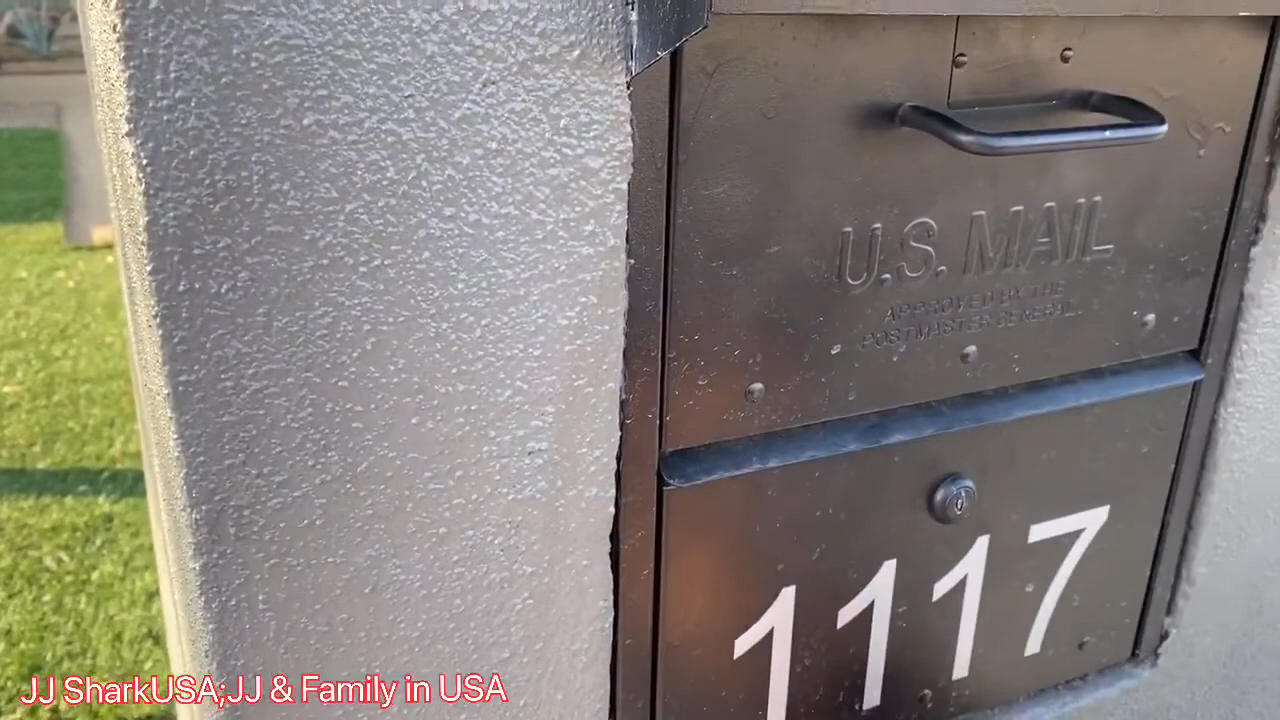 U.S. MAIL
APPROVED BY THE
POSTMASTER GENERAL
1117
JJ SharkUSA;JJ & Family in USA